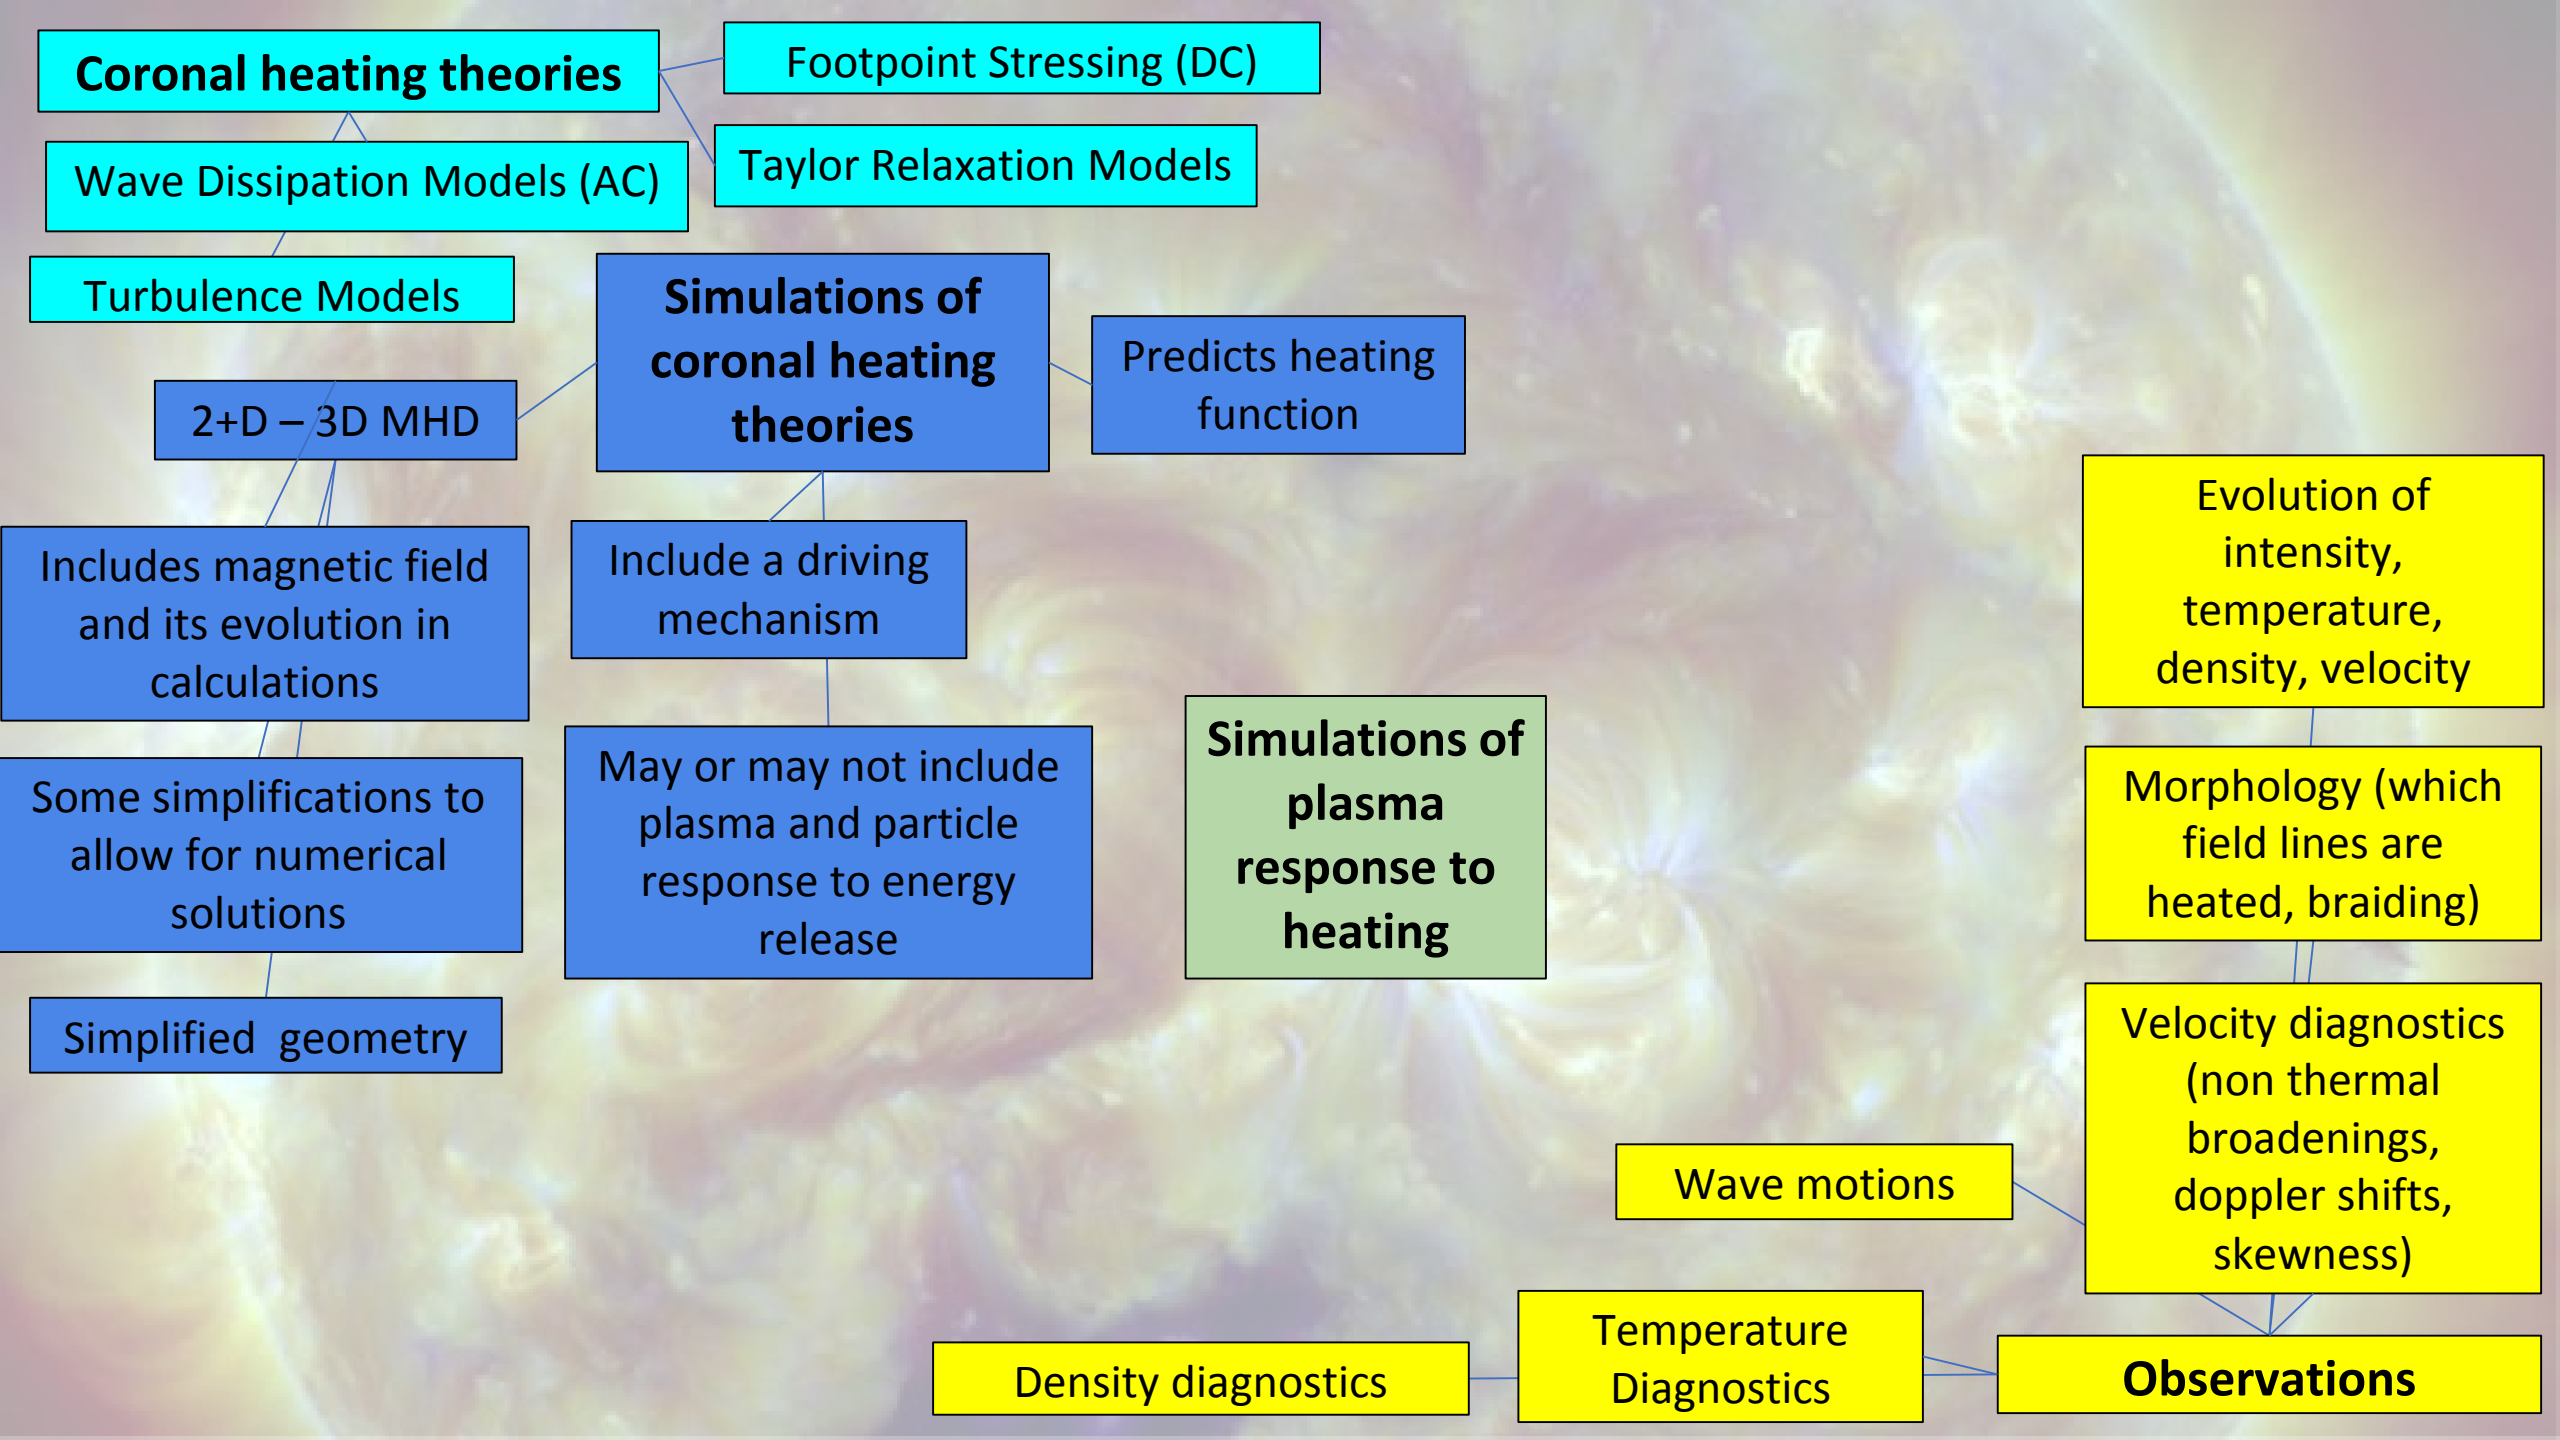 Coronal heating theories
Footpoint Stressing (DC)
Wave Dissipation Models (AC)
Taylor Relaxation Models
Turbulence Models
Simulations of
coronal heating
theories
Predicts heating
function
2+D – 3D MHD
Includes magnetic field
and its evolution in
calculations
Include a driving
mechanism
Some simplifications to
allow for numerical
solutions
May or may not include
plasma and particle
response to energy
release
Simplified  geometry
Simulations of
plasma
response to
heating
Evolution of
intensity,
temperature,
density, velocity
Morphology (which
field lines are
heated, braiding)
Velocity diagnostics
(non thermal
broadenings,
doppler shifts,
skewness)
Wave motions
Temperature
Diagnostics
Density diagnostics
Observations